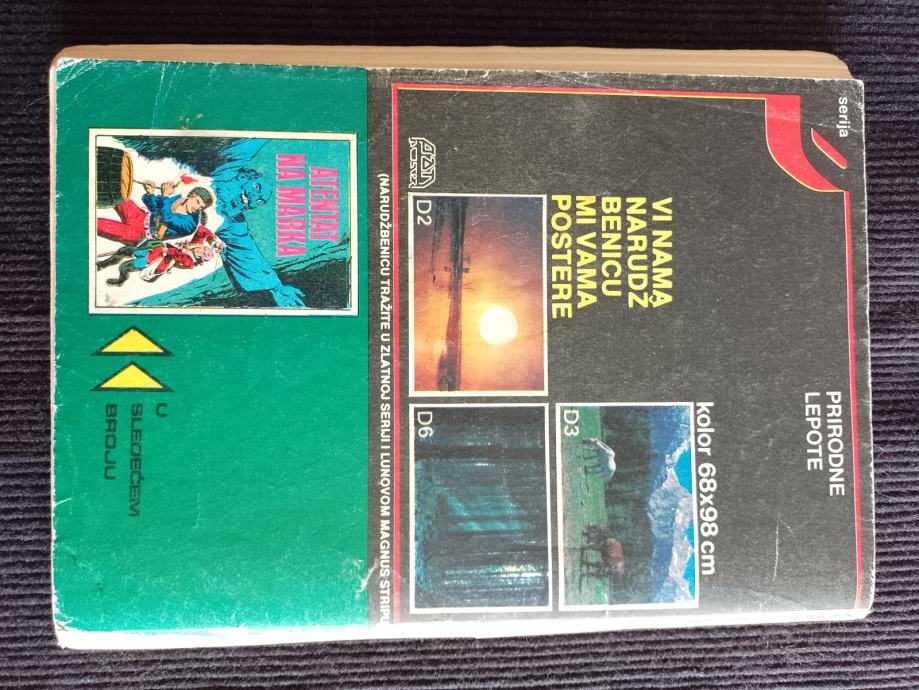 serija
PRIRODNE
LEPOTE
VI NAMA
NARUDŽ
BENICU
MI VAMA
POSTERE
kolor 68x98 cm
D3
D2
D6
(NARUDŽBENICU TRAŽITE U ZLATNOJ SERIJI I LUNOVOM MAGNUS STRIPU
ATENTAT
NA MARKA
U
SLEDEĆEM
BROJU